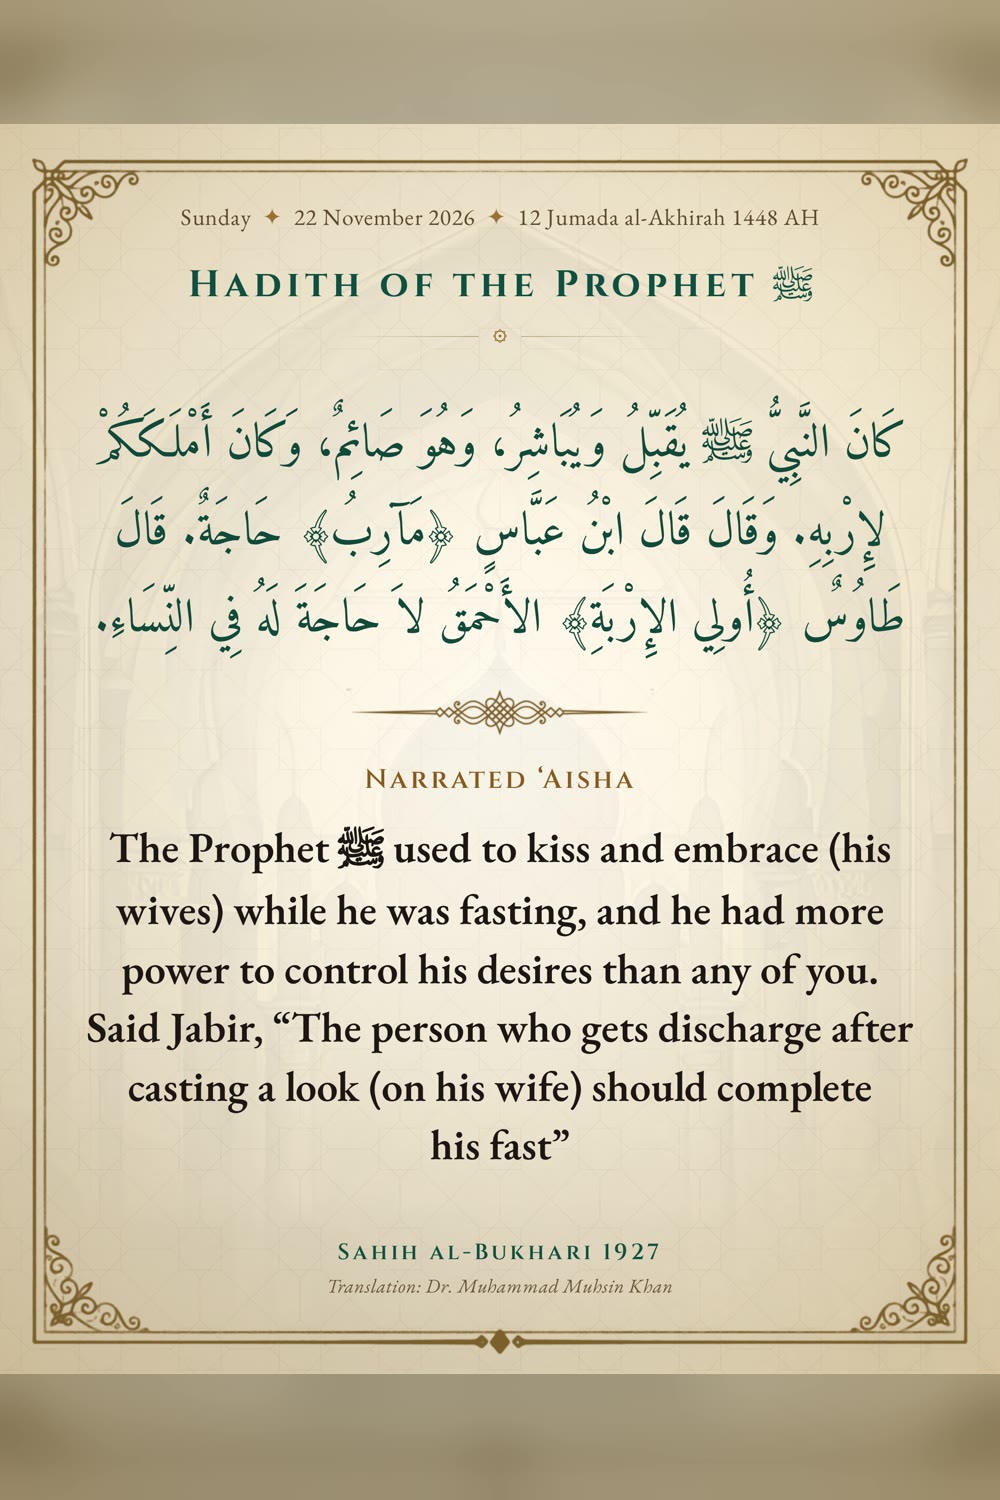 Sunday ✦ 22 November 2026 ✦ 12 Jumada al-Akhirah 1448 AH
HADITH OF THE PROPHET ﷺ
كَانَ النَّبِيُّ ﷺ يُقَبِّلُ وَيُبَاشِرُ، وَهُوَ صَائِمٌ، وَكَانَ أَمْلَكَكُمْ
لإِرْبِهِ. وَقَالَ قَالَ ابْنُ عَبَّاسٍ ﴿مَآرِبُ﴾ حَاجَةٌ. قَالَ
طَاوُسٌ ﴿أُولِي الإِرْبَةِ﴾ الأَحْمَقُ لاَ حَاجَةَ لَهُ فِي النِّسَاءِ.
NARRATED ‘AISHA
The Prophet ﷺ used to kiss and embrace (his
wives) while he was fasting, and he had more
power to control his desires than any of you.
Said Jabir, “The person who gets discharge after
casting a look (on his wife) should complete
his fast”
SAHIH AL-BUKHARI 1927
Translation: Dr. Muhammad Muhsin Khan